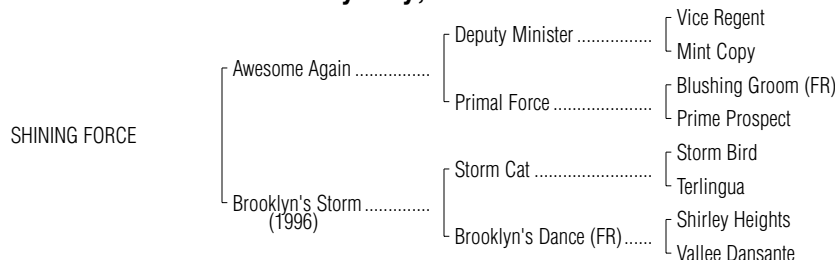 Vice Regent
Deputy Minister ................
Mint Copy
Awesome Again ................
Blushing Groom (FR)
Primal Force .....................
Prime Prospect
SHINING FORCE
Storm Bird
Storm Cat .........................
Terlingua
Brooklyn's Storm ..............
(1996)
Shirley Heights
Brooklyn's Dance (FR) ......
Vallee Dansante